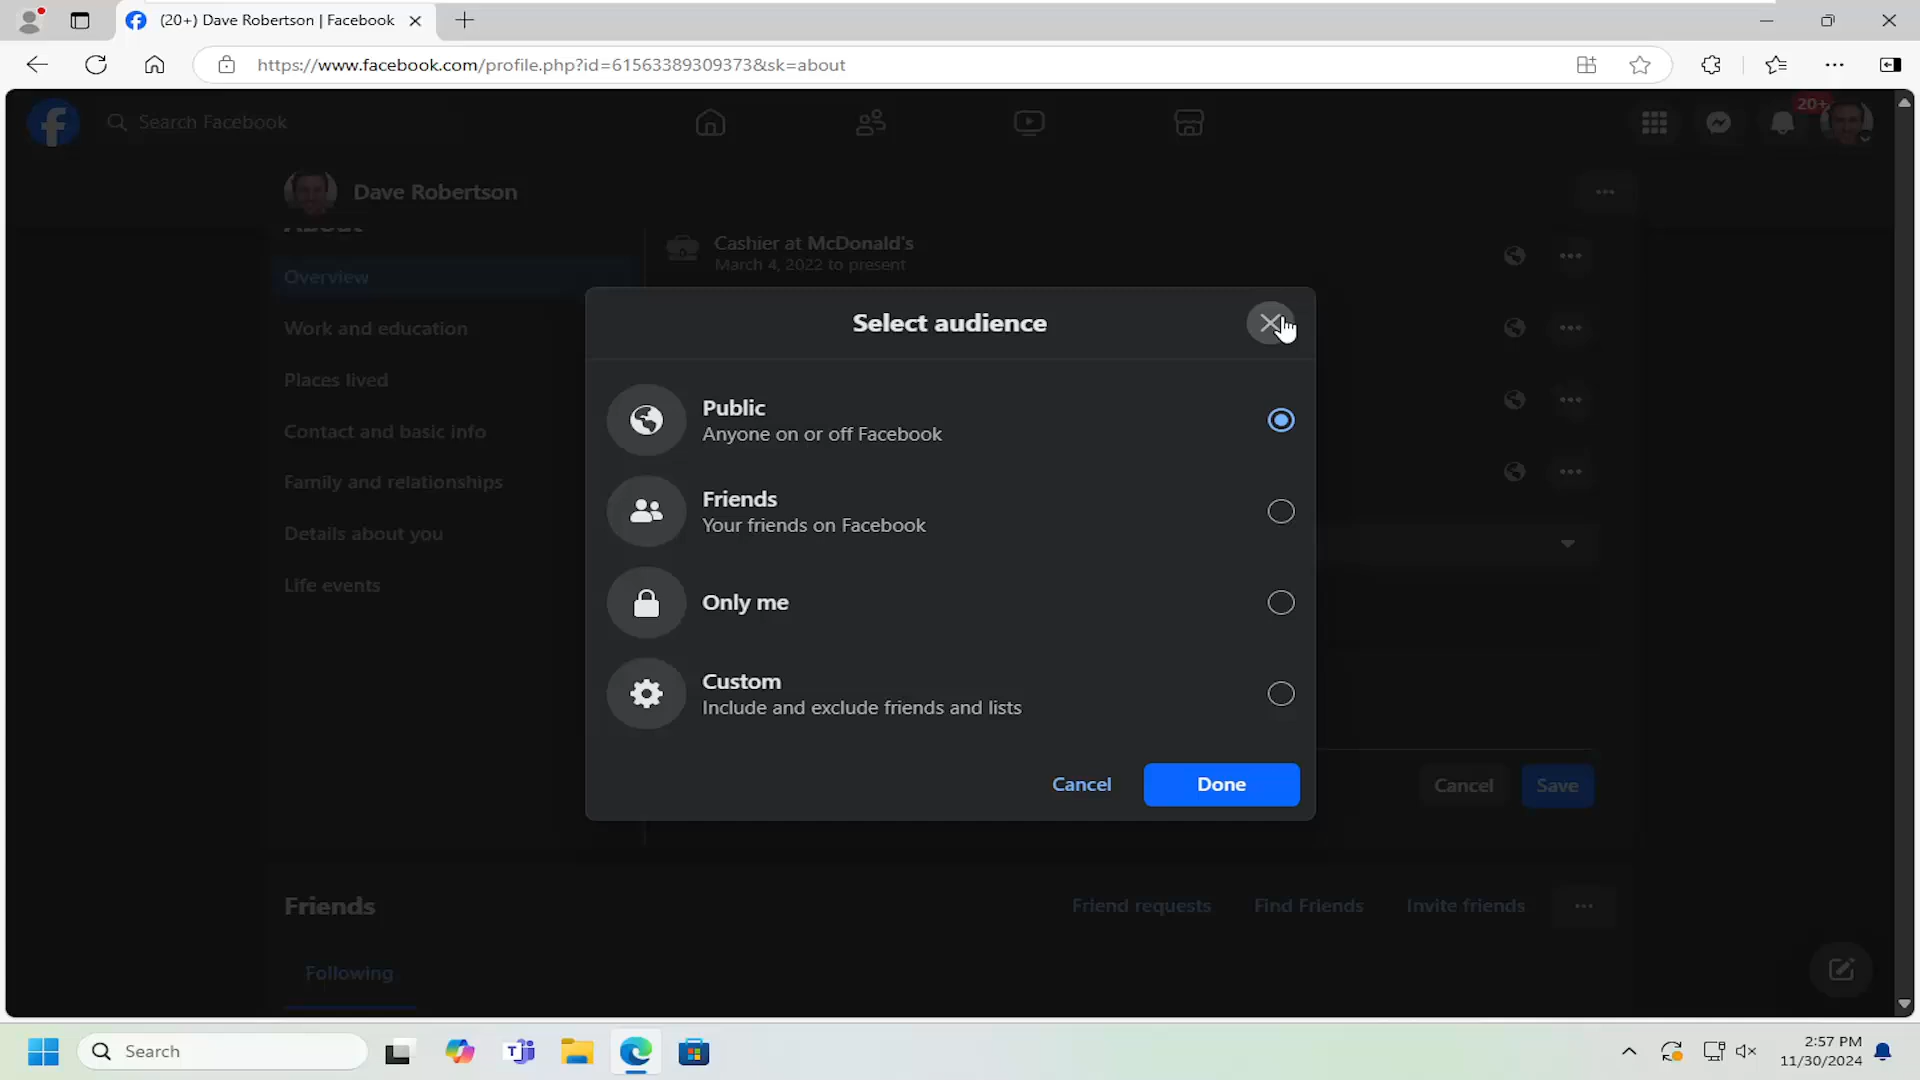 (20+) Dave Robertson | Facebook
https://www.facebook.com/profile.php?id=61563389309373&sk=about
Search Facebook
20+
Dave Robertson
About
Cashier at McDonald's
March 4, 2022 to present
Overview
Work and education
Places lived
Contact and basic info
Family and relationships
Details about you
Life events
Select audience
Public
Anyone on or off Facebook
Friends
Your friends on Facebook
Only me
Custom
Include and exclude friends and lists
Cancel
Done
Cancel
Save
Friends
Friend requests
Find Friends
Invite friends
Following
Search
2:57 PM
11/30/2024